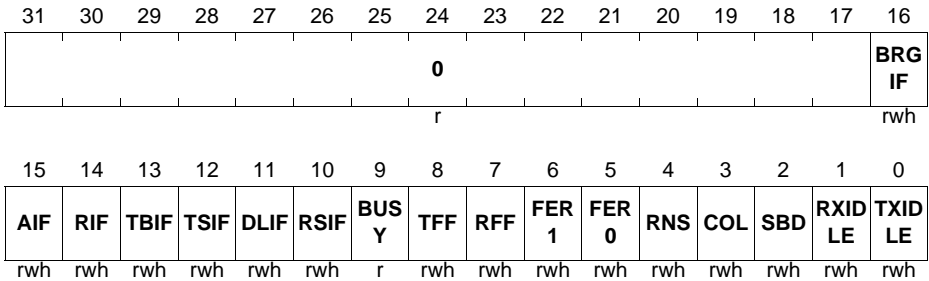 31 30 29 28 27 26 25 24 23 22 21 20 19 18 17 16
0 BRG IF
r rwh
15 14 13 12 11 10 9 8 7 6 5 4 3 2 1 0
AIF RIF TBIF TSIF DLIF RSIF BUS Y TFF RFF FER 1 FER 0 RNS COL SBD RXID LE TXID LE
rwh rwh rwh rwh rwh rwh r rwh rwh rwh rwh rwh rwh rwh rwh rwh